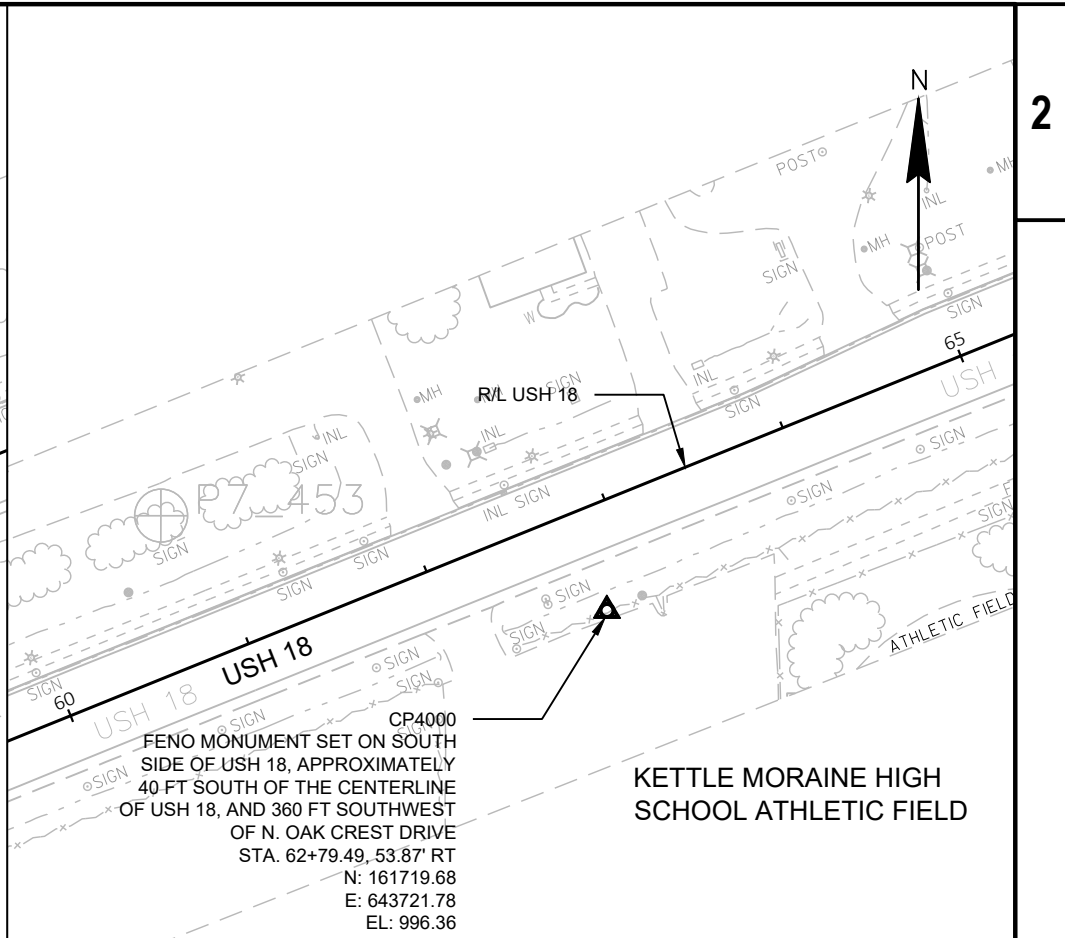 2
N
POST
MH
INL
MH
POST
SIGN
SIGN
W
65
USH
R/L USH 18
SIGN
MH
INL
INL
SIGN
INL
SIGN
INL SIGN
SIGN
P7_453
SIGN
SIGN
SIGN
SIGN
SIGN
SIGN
SIGN
SIGN
ATHLETIC FIELD
SIGN
60
USH 18
USH 18
SIGN
SIGN
SIGN
SIGN
CP4000
FENO MONUMENT SET ON SOUTH
SIDE OF USH 18, APPROXIMATELY
40 FT SOUTH OF THE CENTERLINE
OF USH 18, AND 360 FT SOUTHWEST
OF N. OAK CREST DRIVE
STA. 62+79.49, 53.87' RT
N: 161719.68
E: 643721.78
EL: 996.36
KETTLE MORAINE HIGH
SCHOOL ATHLETIC FIELD